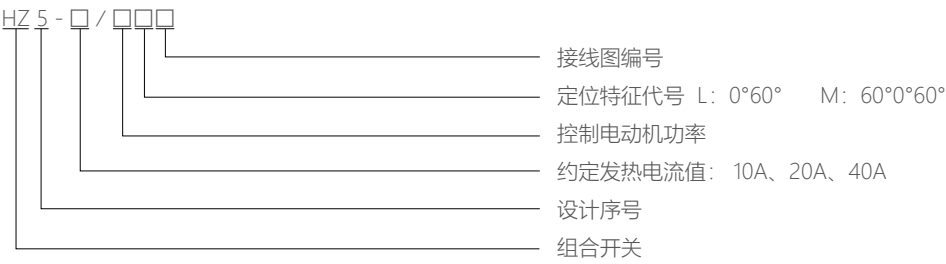 HZ 5 - □ / □□□
接线图编号
定位特征代号 L: 0°60° M: 60°0°60°
控制电动机功率
约定发热电流值: 10A、20A、40A
设计序号
组合开关